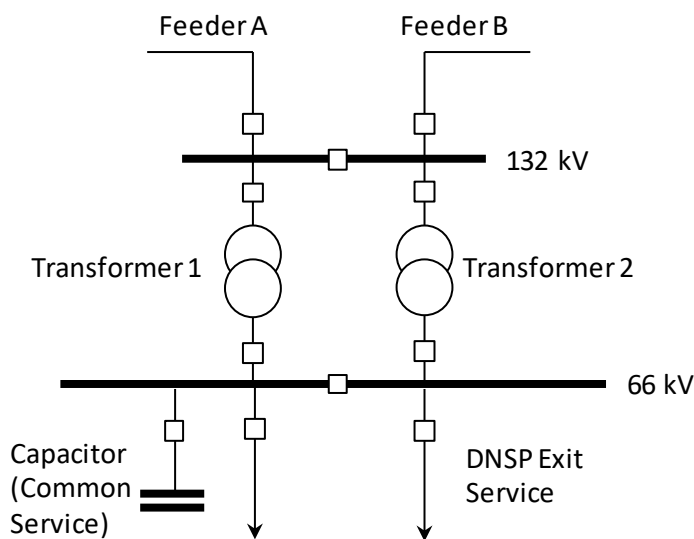 Feeder A
Feeder B
132 kV
Transformer 1
Transformer 2
66 kV
Capacitor
(Common
Service)
DNSP Exit
Service